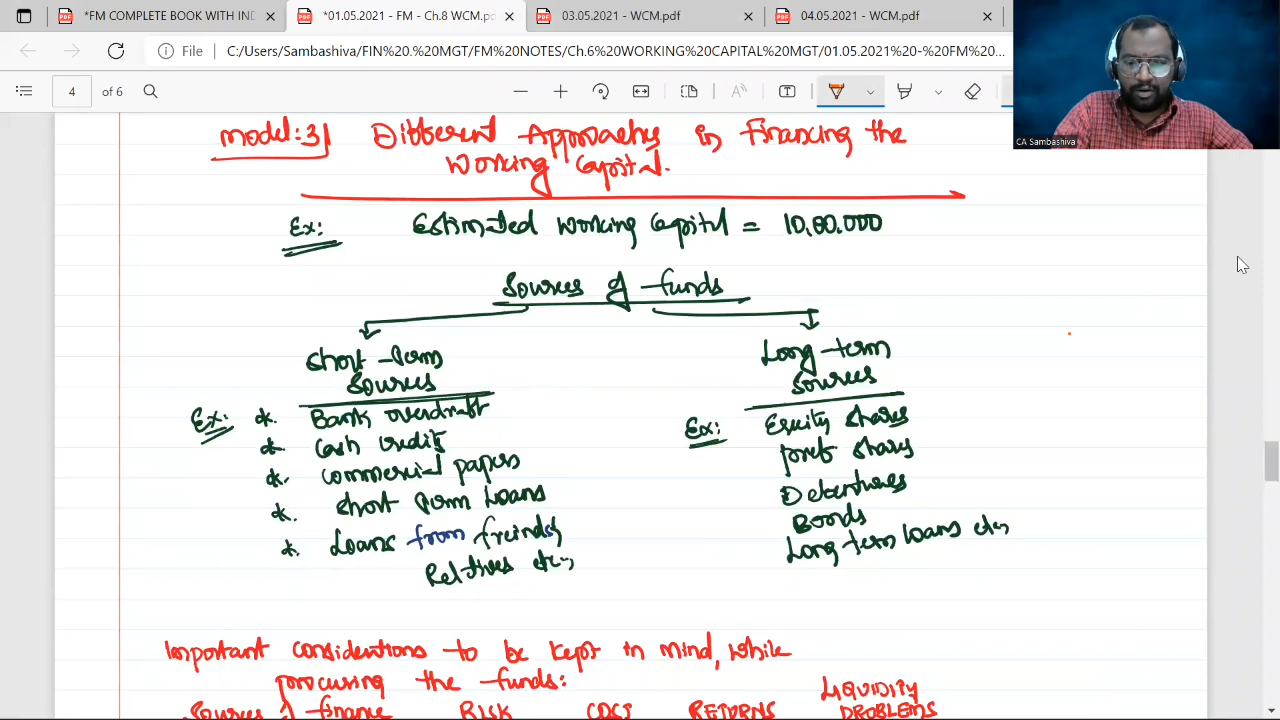 *FM COMPLETE BOOK WITH IND
*01.05.2021 - FM - Ch.8 WCM.pd
03.05.2021 - WCM.pdf
04.05.2021 - WCM.pdf
File
C:/Users/Sambashiva/FIN%20.%20MGT/FM%20NOTES/Ch.6%20WORKING%20CAPITAL%20MGT/01.05.2021%20-%20FM%20...
4 of 6
CA Sambashiva
Model:3) Different Approaches in Financing the
Working Capital.
Ex: Estimated Working Capital = 10,00,000
Sources of funds
Short-Term
Sources
Ex: *. Bank overdraft
*. Cash credit
*. Commercial papers
*. Short Term Loans
*. Loans from freinds
Reltives etc.,
Long-term
Sources
Ex: Equity shares
pref. shares
Debentures
Bonds
Long term loans etc.,
Important considertions to be kept in mind, while
procuring the funds:
Sources of finance RISK COST RETURNS LIQUIDITY PROBLEMS